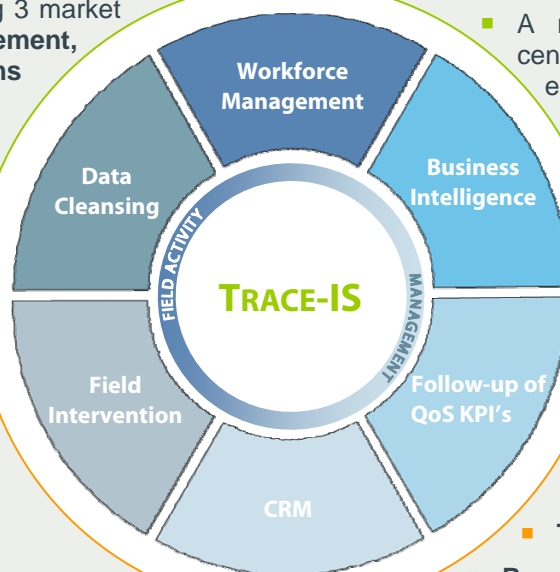 g 3 market
ement,
ns
A
cen
e
Workforce
Management
Business
Intelligence
Data
Cleansing
FIELD ACTIVITY
TRACE-IS
MANAGEMENT
Follow-up of
QoS KPI's
Field
Intervention
CRM